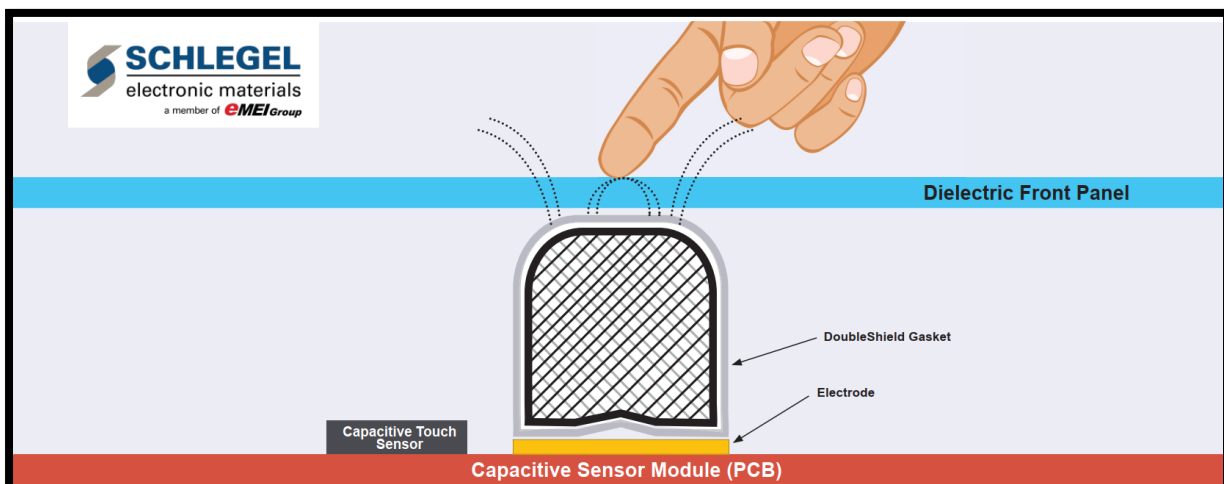 SCHLEGEL
electronic materials
a member of eMEI Group
Dielectric Front Panel
DoubleShield Gasket
Electrode
Capacitive Touch
Sensor
Capacitive Sensor Module (PCB)